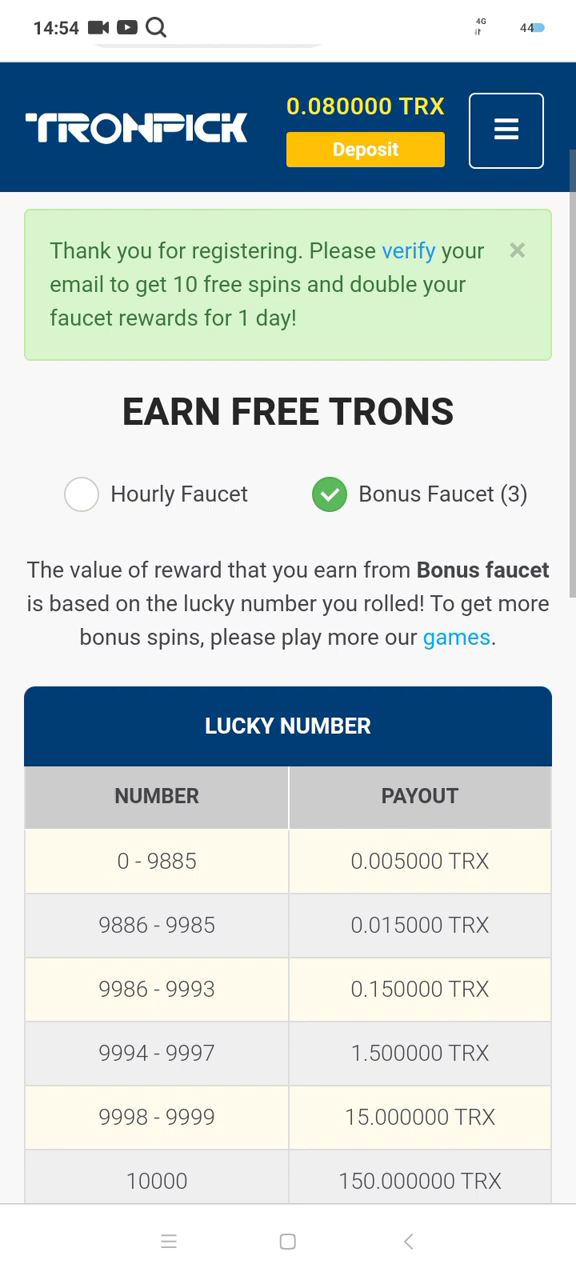 14:54
4G
44
0.080000 TRX
TRONPICK
Deposit
Thank you for registering. Please verify your
email to get 10 free spins and double your
faucet rewards for 1 day!
×
EARN FREE TRONS
Hourly Faucet
Bonus Faucet (3)
The value of reward that you earn from Bonus faucet
is based on the lucky number you rolled! To get more
bonus spins, please play more our games.
LUCKY NUMBER
NUMBER PAYOUT
0 - 9885 0.005000 TRX
9886 - 9985 0.015000 TRX
9986 - 9993 0.150000 TRX
9994 - 9997 1.500000 TRX
9998 - 9999 15.000000 TRX
10000 150.000000 TRX